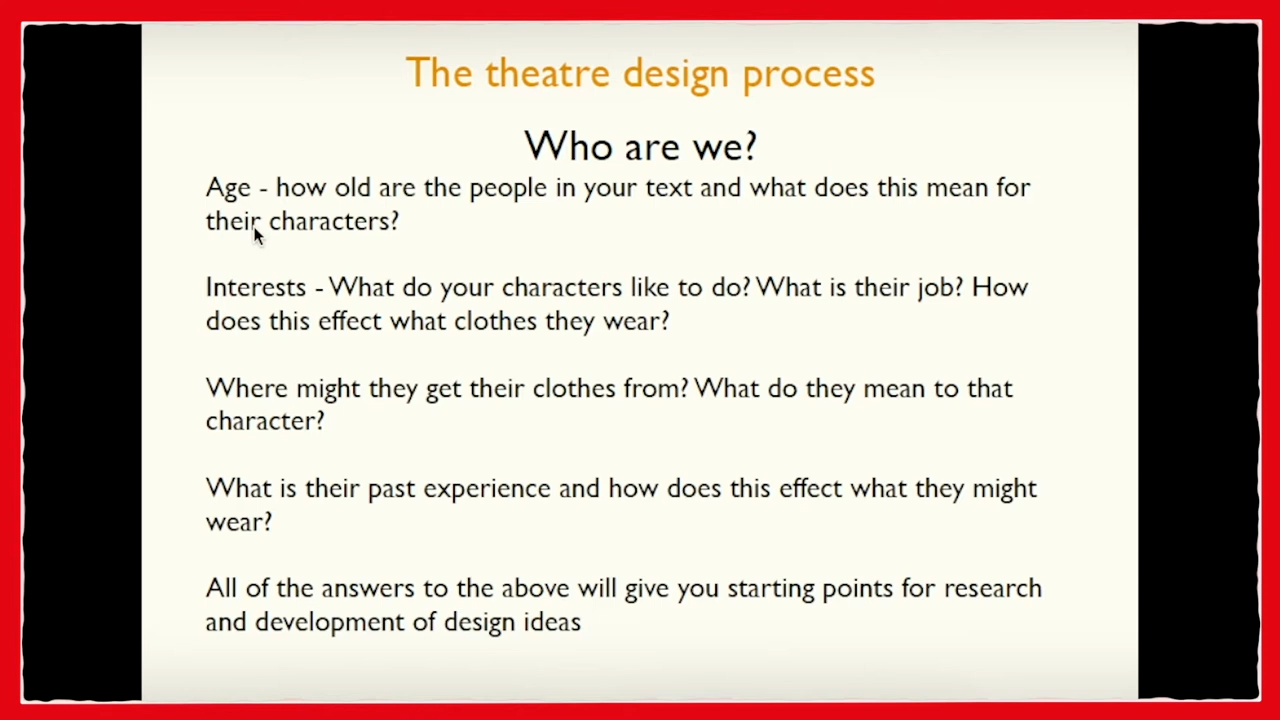 The theatre design process
Who are we?
Age - how old are the people in your text and what does this mean for
their characters?
Interests - What do your characters like to do? What is their job? How
does this effect what clothes they wear?
Where might they get their clothes from? What do they mean to that
character?
What is their past experience and how does this effect what they might
wear?
All of the answers to the above will give you starting points for research
and development of design ideas